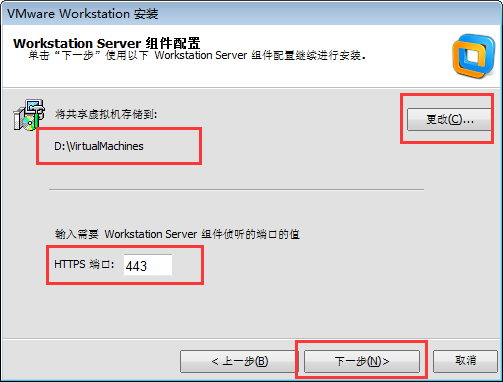 VMware Workstation 安装
Workstation Server 组件配置
单击“下一步”使用以下 Workstation Server 组件配置继续进行安装。
将共享虚拟机存储到:
更改(C)...
D:\VirtualMachines
输入需要 Workstation Server 组件侦听的端口的值
HTTPS 端口: 443
< 上一步(B)
下一步(N)>
取消